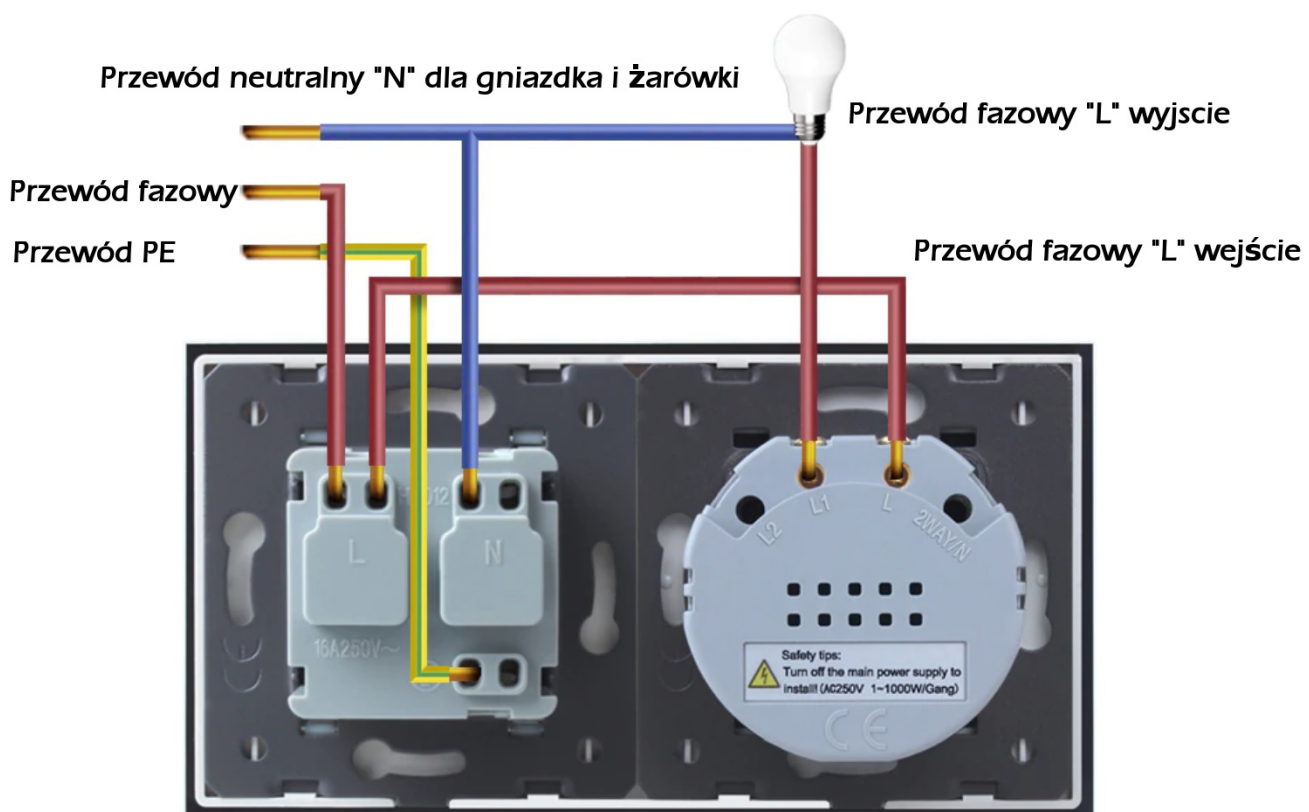 Przewód neutralny "N" dla gniazdka i żarówki
Przewód fazowy "L" wyjscie
Przewód fazowy
Przewód PE
Przewód fazowy "L" wejście
L
N
16A250V~
L2
L1
L
2WAY/N
Safety tips:
Turn off the main power supply to
install! (AC250V 1~1000W/Gang)
CE